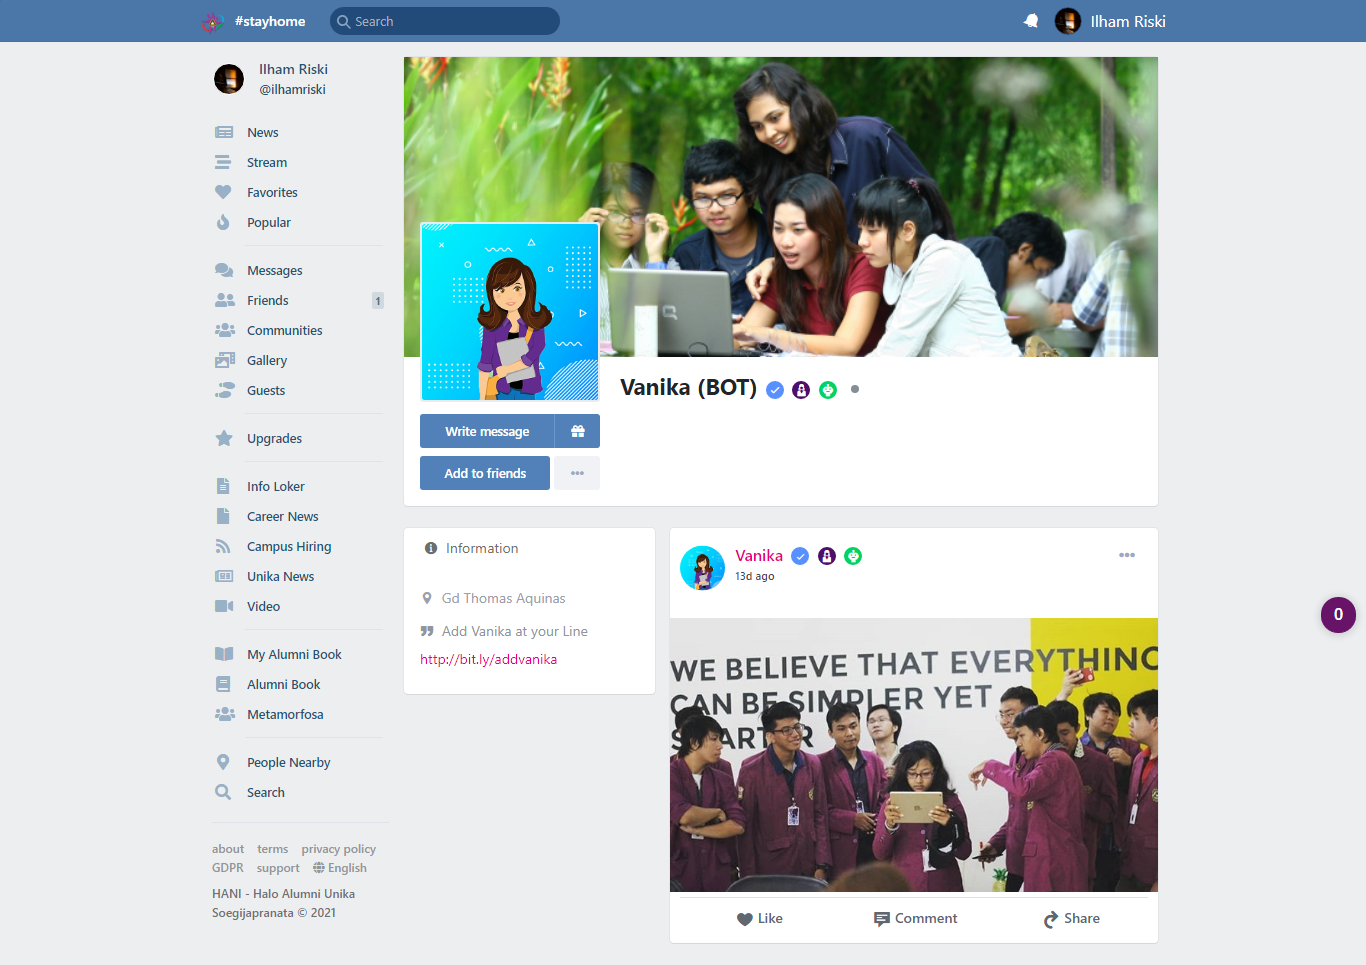 #stayhome
Search
Ilham Riski
Ilham Riski
@ilhamriski
News
Stream
Favorites
Popular
Messages
Friends 1
Communities
Gallery
Guests
Upgrades
Info Loker
Career News
Campus Hiring
Unika News
Video
My Alumni Book
Alumni Book
Metamorfosa
People Nearby
Search
about terms privacy policy
GDPR support English
HANI - Halo Alumni Unika
Soegijapranata © 2021
Vanika (BOT)
Write message
Add to friends
Information
Gd Thomas Aquinas
Add Vanika at your Line
http://bit.ly/addvanika
Vanika
13d ago
WE BELIEVE THAT EVERYTHING
CAN BE SIMPLER YET
SMARTER
Like Comment Share
0